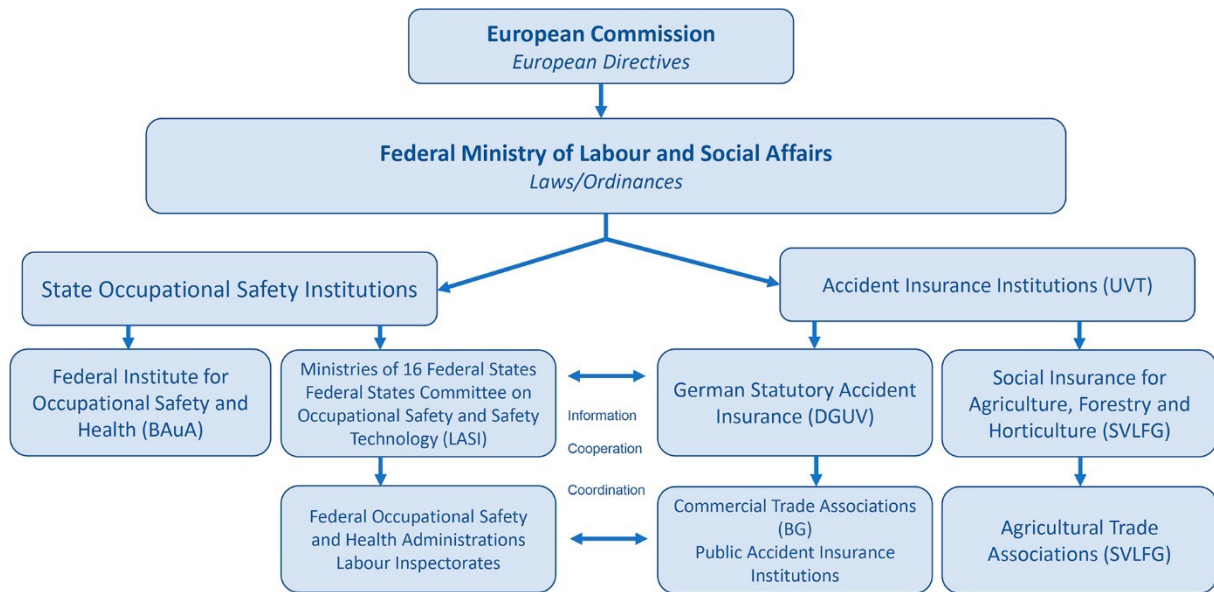 European Commission
European Directives
Federal Ministry of Labour and Social Affairs
Laws/Ordinances
State Occupational Safety Institutions
Accident Insurance Institutions (UVT)
Federal Institute for
Occupational Safety and
Health (BAuA)
Ministries of 16 Federal States
Federal States Committee on
Occupational Safety and Safety
Technology (LASI)
Information
Cooperation
Coordination
German Statutory Accident
Insurance (DGUV)
Social Insurance for
Agriculture, Forestry and
Horticulture (SVLFG)
Federal Occupational Safety
and Health Administrations
Labour Inspectorates
Commercial Trade Associations
(BG)
Public Accident Insurance
Institutions
Agricultural Trade
Associations (SVLFG)